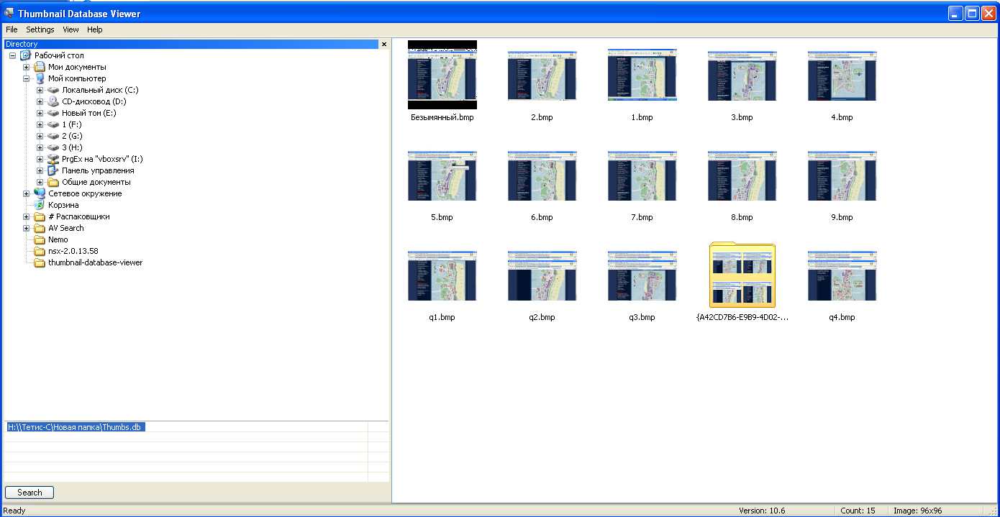 Thumbnail Database Viewer
File Settings View Help
Directory
Рабочий стол
Мои документы
Мой компьютер
Локальный диск (C:)
CD-дисковод (D:)
Новый том (E:)
1 (F:)
2 (G:)
3 (H:)
PrgEx на "vboxsrv" (I:)
Панель управления
Общие документы
Сетевое окружение
Корзина
# Распаковщики
AV Search
Nemo
nsx-2.0.13.58
thumbnail-database-viewer
H:\\Тетис-С\Новая папка\Thumbs.db
Search
Безымянный.bmp 2.bmp 1.bmp 3.bmp 4.bmp
5.bmp 6.bmp 7.bmp 8.bmp 9.bmp
q1.bmp q2.bmp q3.bmp {A42CD7B6-E9B9-4D02-... q4.bmp
Ready Version: 10.6 Count: 15 Image: 96x96